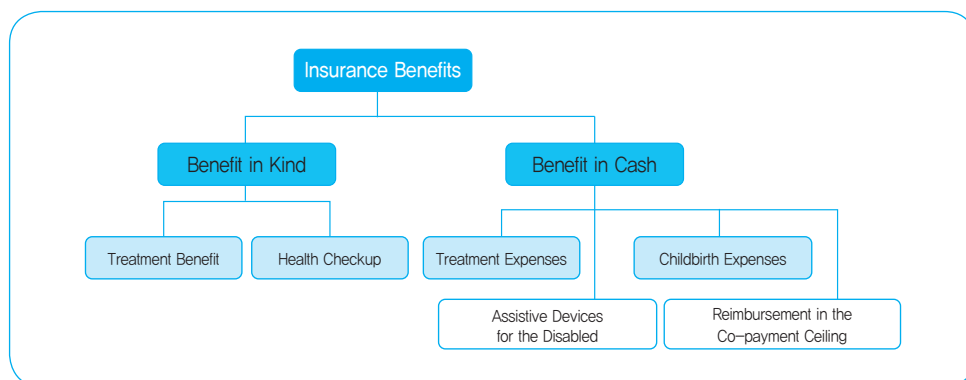 Insurance Benefits
Benefit in Kind
Benefit in Cash
Treatment Benefit
Health Checkup
Treatment Expenses
Childbirth Expenses
Assistive Devices
for the Disabled
Reimbursement in the
Co-payment Ceiling